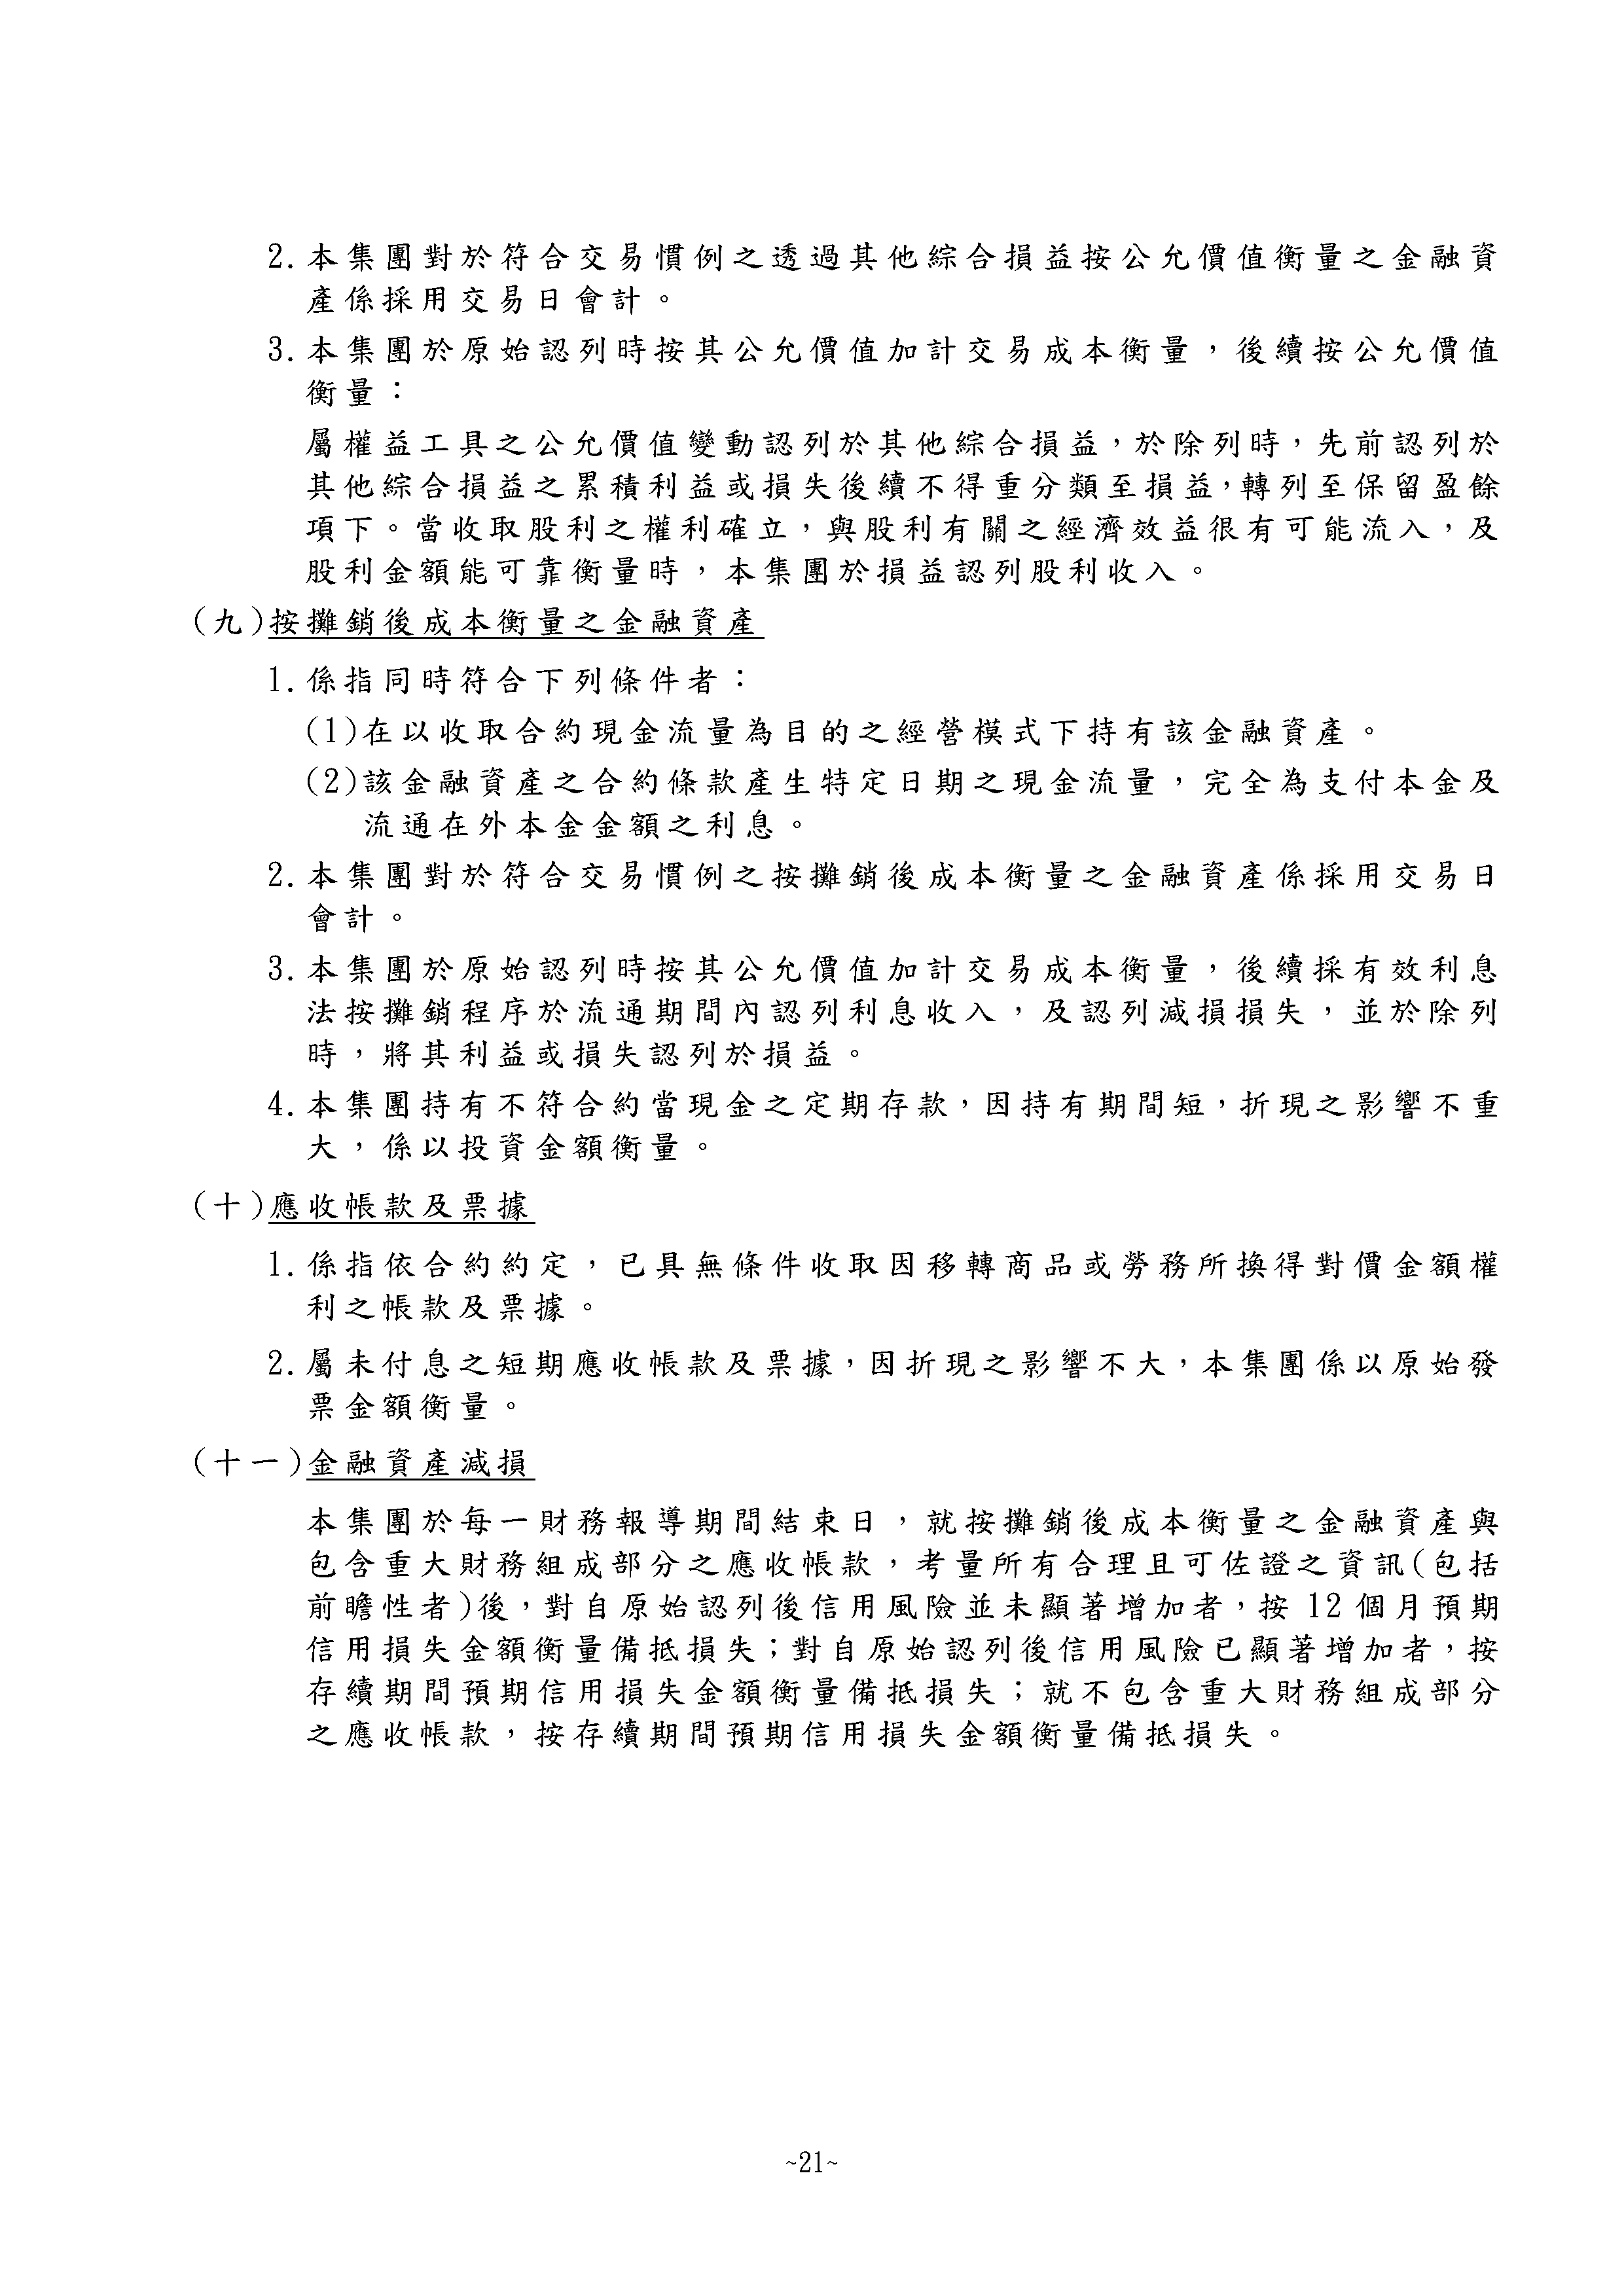 2.本集團對於符合交易慣例之透過其他綜合損益按公允價值衡量之金融資
產係採用交易日會計。
3.本集團於原始認列時按其公允價值加計交易成本衡量，後續按公允價值
衡量：
屬權益工具之公允價值變動認列於其他綜合損益，於除列時，先前認列於
其他綜合損益之累積利益或損失後續不得重分類至損益，轉列至保留盈餘
項下。當收取股利之權利確立，與股利有關之經濟效益很有可能流入，及
股利金額能可靠衡量時，本集團於損益認列股利收入。
(九)按攤銷後成本衡量之金融資產
1.係指同時符合下列條件者：
(1)在以收取合約現金流量為目的之經營模式下持有該金融資產。
(2)該金融資產之合約條款產生特定日期之現金流量，完全為支付本金及
流通在外本金金額之利息。
2.本集團對於符合交易慣例之按攤銷後成本衡量之金融資產係採用交易日
會計。
3.本集團於原始認列時按其公允價值加計交易成本衡量，後續採有效利息
法按攤銷程序於流通期間內認列利息收入，及認列減損損失，並於除列
時，將其利益或損失認列於損益。
4.本集團持有不符合約當現金之定期存款，因持有期間短，折現之影響不重
大，係以投資金額衡量。
(十)應收帳款及票據
1.係指依合約約定，已具無條件收取因移轉商品或勞務所換得對價金額權
利之帳款及票據。
2.屬未付息之短期應收帳款及票據，因折現之影響不大，本集團係以原始發
票金額衡量。
(十一)金融資產減損
本集團於每一財務報導期間結束日，就按攤銷後成本衡量之金融資產與
包含重大財務組成部分之應收帳款，考量所有合理且可佐證之資訊(包括
前瞻性者)後，對自原始認列後信用風險並未顯著增加者，按 12 個月預期
信用損失金額衡量備抵損失；對自原始認列後信用風險已顯著增加者，按
存續期間預期信用損失金額衡量備抵損失；就不包含重大財務組成部分
之應收帳款，按存續期間預期信用損失金額衡量備抵損失。
~21~